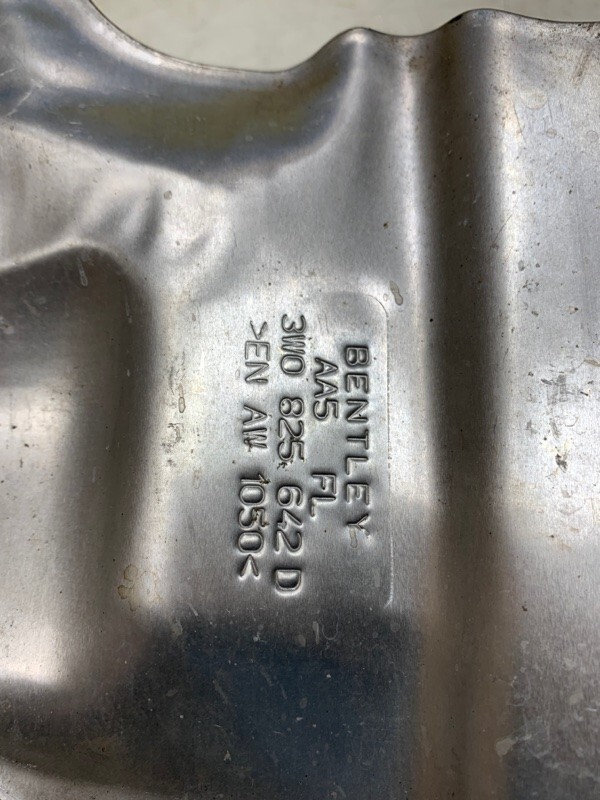 BENTLEY
AA5 FL
3W0 825 642 D
>EN AW 1050<